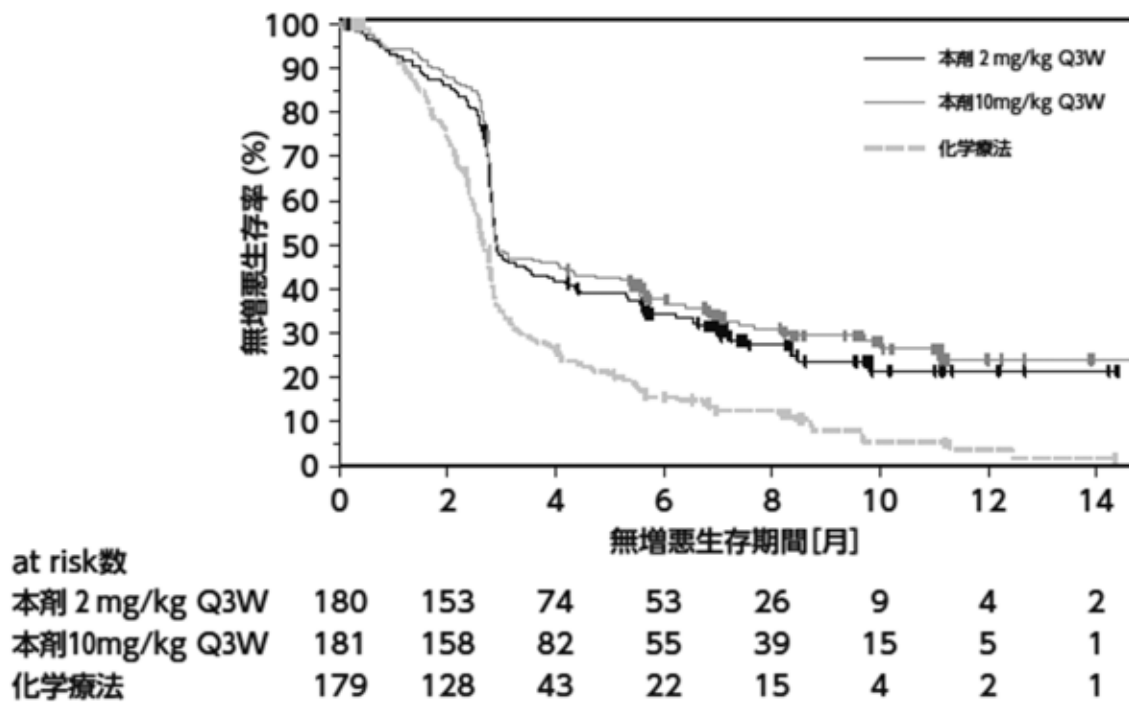 100
90
80
70
60
50
40
30
20
10
0
無増悪生存率 (%)
本剤 2 mg/kg Q3W
本剤10mg/kg Q3W
化学療法
0 2 4 6 8 10 12 14
無増悪生存期間[月]
at risk数
本剤 2 mg/kg Q3W 180 153 74 53 26 9 4 2
本剤10mg/kg Q3W 181 158 82 55 39 15 5 1
化学療法 179 128 43 22 15 4 2 1